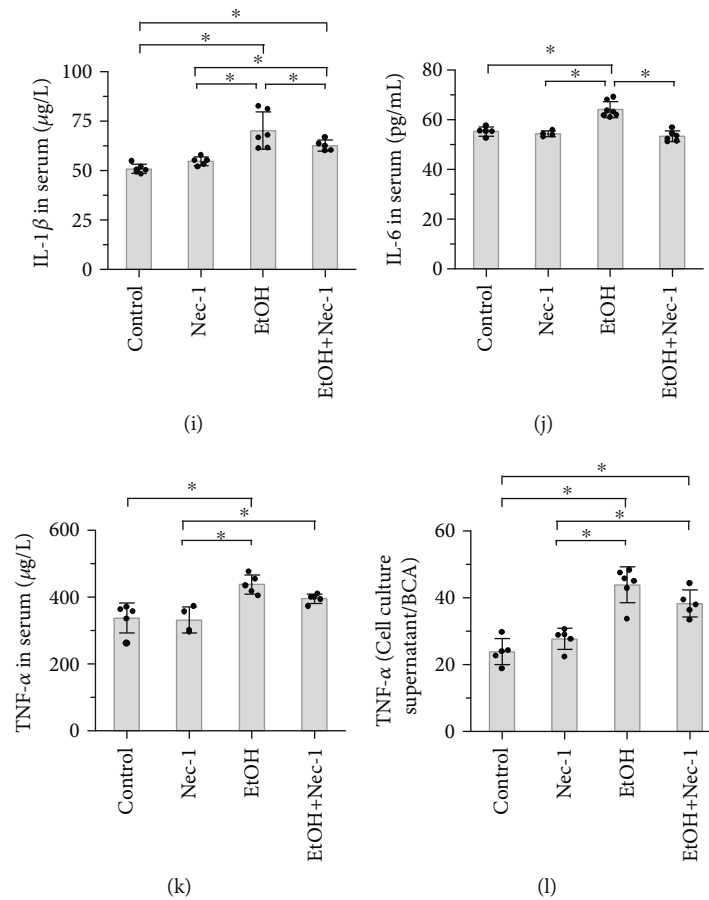 *
*
*
*
*
IL-1β in serum (μg/L)
100
75
50
25
0
Control
Nec-1
EtOH
EtOH+Nec-1
(i)
*
*
*
IL-6 in serum (pg/mL)
80
60
40
20
0
Control
Nec-1
EtOH
EtOH+Nec-1
(j)
*
*
*
TNF-α in serum (μg/L)
600
400
200
0
Control
Nec-1
EtOH
EtOH+Nec-1
(k)
*
*
*
*
TNF-α (Cell culture
supernatant/BCA)
60
40
20
0
Control
Nec-1
EtOH
EtOH+Nec-1
(l)